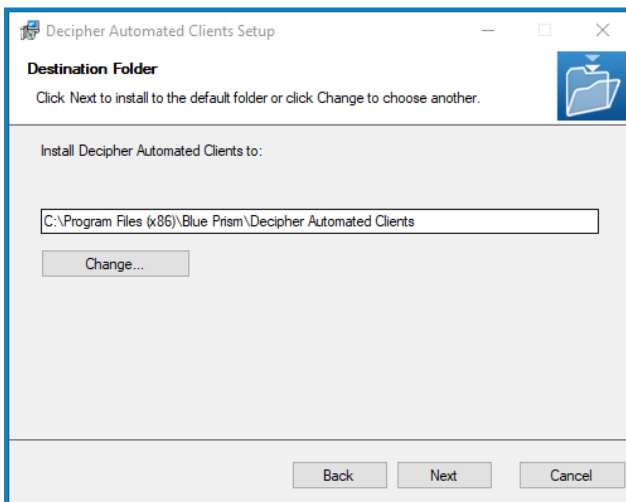 Decipher Automated Clients Setup
Destination Folder
Click Next to install to the default folder or click Change to choose another.
Install Decipher Automated Clients to:
C:\Program Files (x86)\Blue Prism\Decipher Automated Clients
Change...
Back Next Cancel